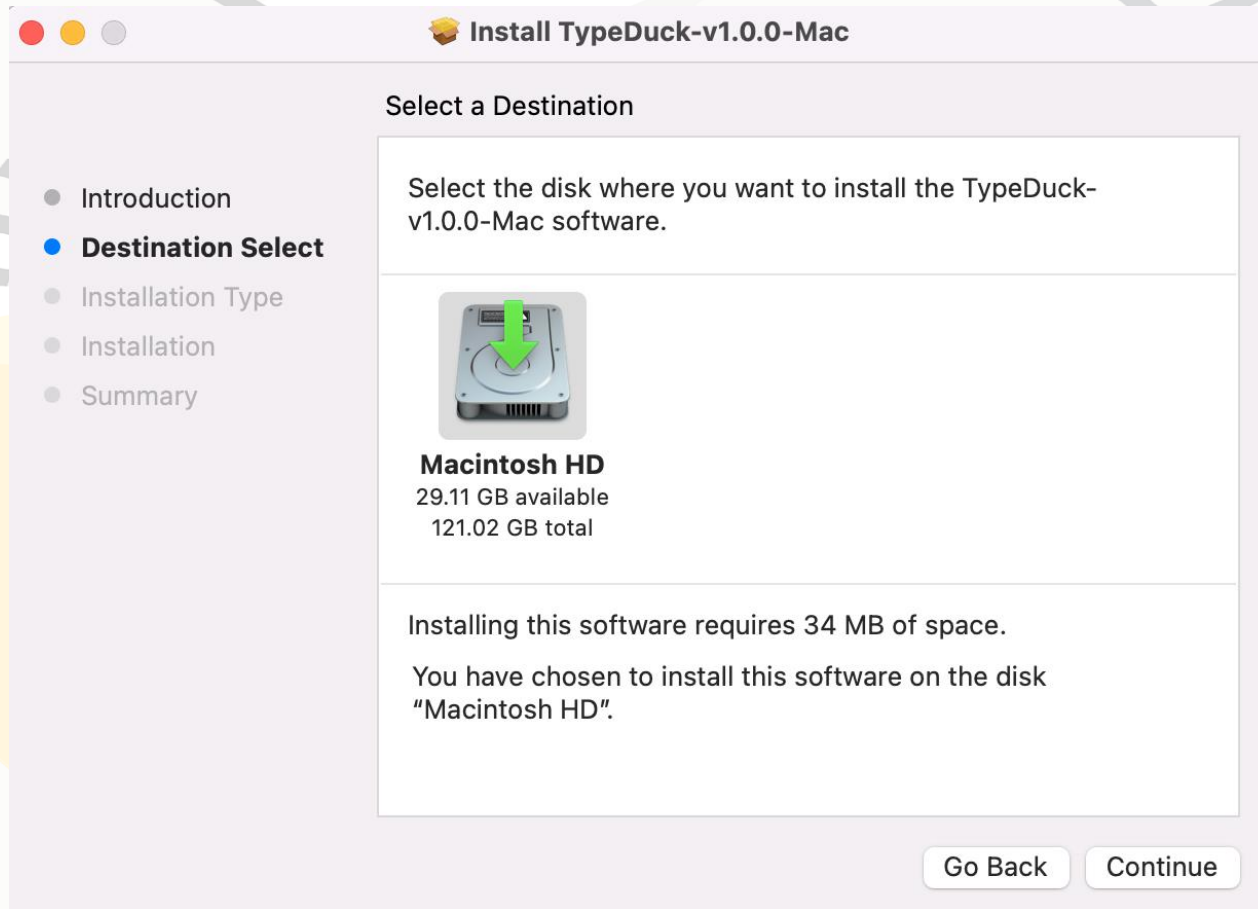 Install TypeDuck-v1.0.0-Mac
Select a Destination
Introduction
Destination Select
Installation Type
Installation
Summary
Select the disk where you want to install the TypeDuck-
v1.0.0-Mac software.
Macintosh HD
29.11 GB available
121.02 GB total
Installing this software requires 34 MB of space.
You have chosen to install this software on the disk
“Macintosh HD”.
Go Back
Continue